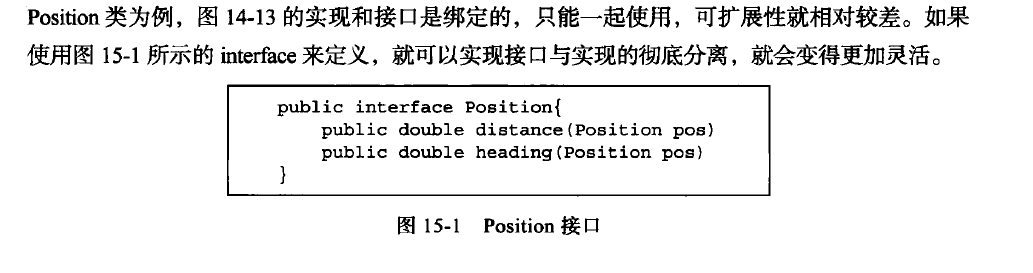 Position 类为例，图 14-13 的实现和接口是绑定的，只能一起使用，可扩展性就相对较差。如果
使用图 15-1 所示的 interface 来定义，就可以实现接口与实现的彻底分离，就会变得更加灵活。
public interface Position{
public double distance(Position pos)
public double heading(Position pos)
}
图 15-1 Position 接口